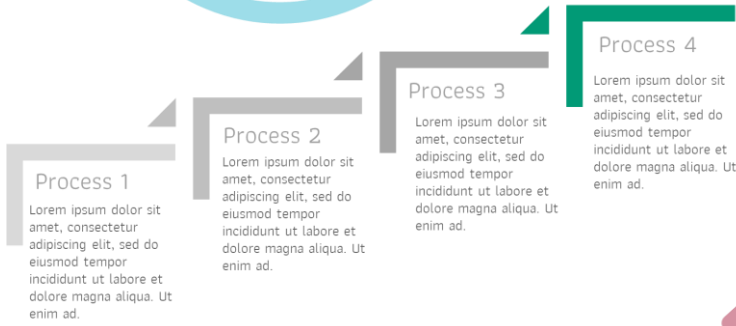 Process 1
Lorem ipsum dolor sit
amet, consectetur
adipiscing elit, sed do
eiusmod tempor
incididunt ut labore et
dolore magna aliqua. Ut
enim ad.
Process 2
Lorem ipsum dolor sit
amet, consectetur
adipiscing elit, sed do
eiusmod tempor
incididunt ut labore et
dolore magna aliqua. Ut
enim ad.
Process 3
Lorem ipsum dolor sit
amet, consectetur
adipiscing elit, sed do
eiusmod tempor
incididunt ut labore et
dolore magna aliqua. Ut
enim ad.
Process 4
Lorem ipsum dolor sit
amet, consectetur
adipiscing elit, sed do
eiusmod tempor
incididunt ut labore et
dolore magna aliqua. Ut
enim ad.